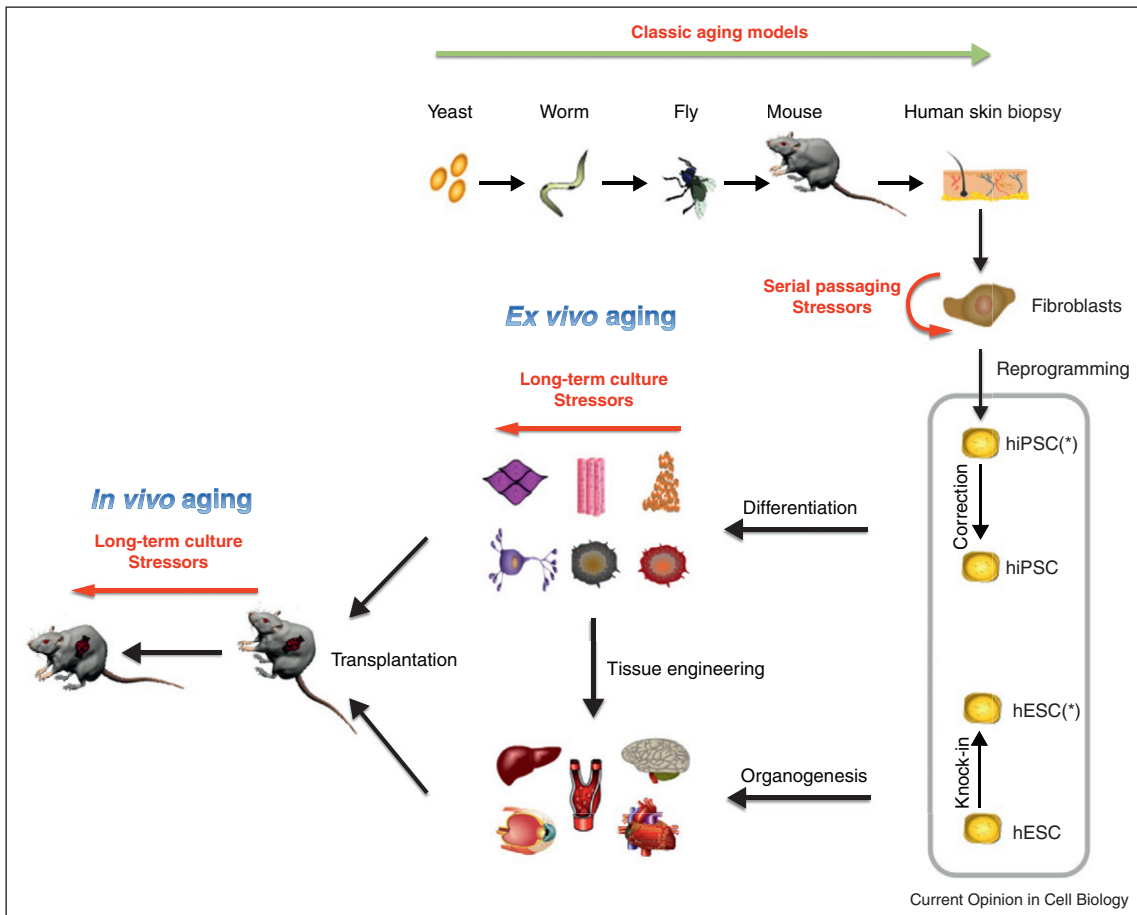 Classic aging models
Yeast
Worm
Fly
Mouse
Human skin biopsy
Serial passaging
Stressors
Fibroblasts
Ex vivo aging
Reprogramming
Long-term culture
Stressors
hiPSC(*)
Correction
hiPSC
In vivo aging
Long-term culture
Stressors
Differentiation
Transplantation
Tissue engineering
hESC(*)
Knock-in
hESC
Organogenesis
Current Opinion in Cell Biology